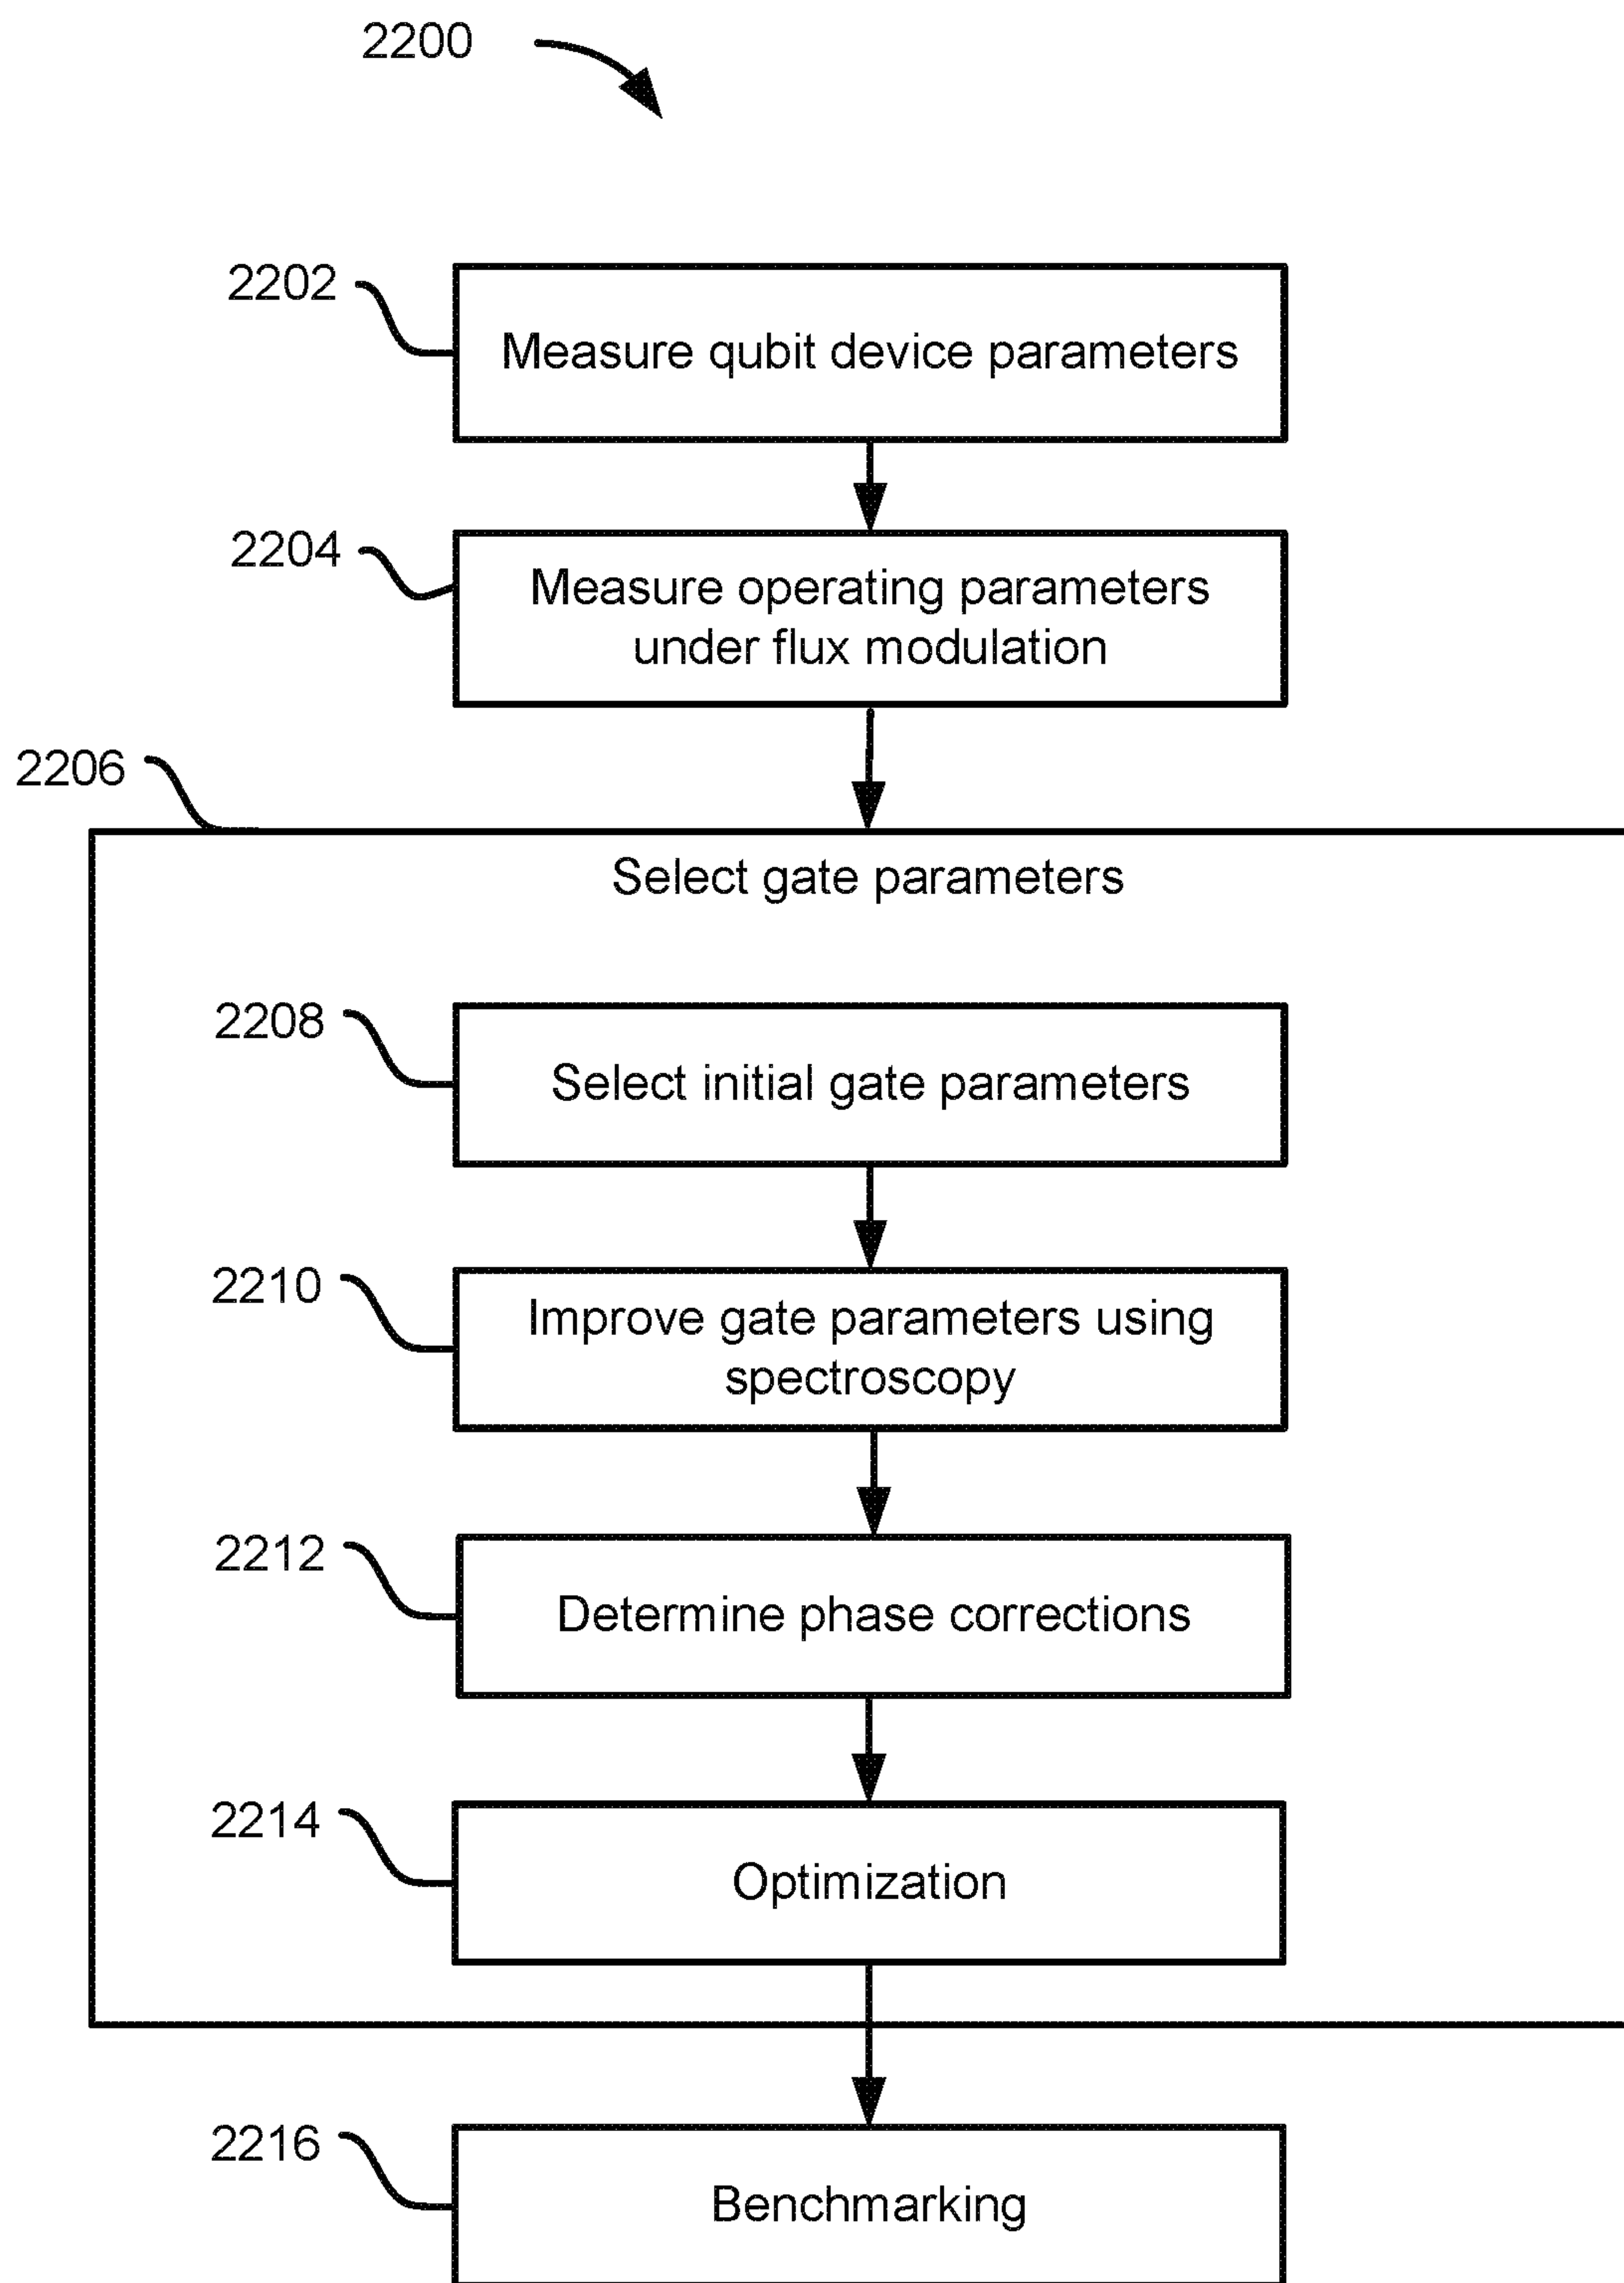 2200
2202
Measure qubit device parameters
2204
Measure operating parameters
under flux modulation
2206
Select gate parameters
2208
Select initial gate parameters
2210
Improve gate parameters using
spectroscopy
2212
Determine phase corrections
2214
Optimization
2216
Benchmarking